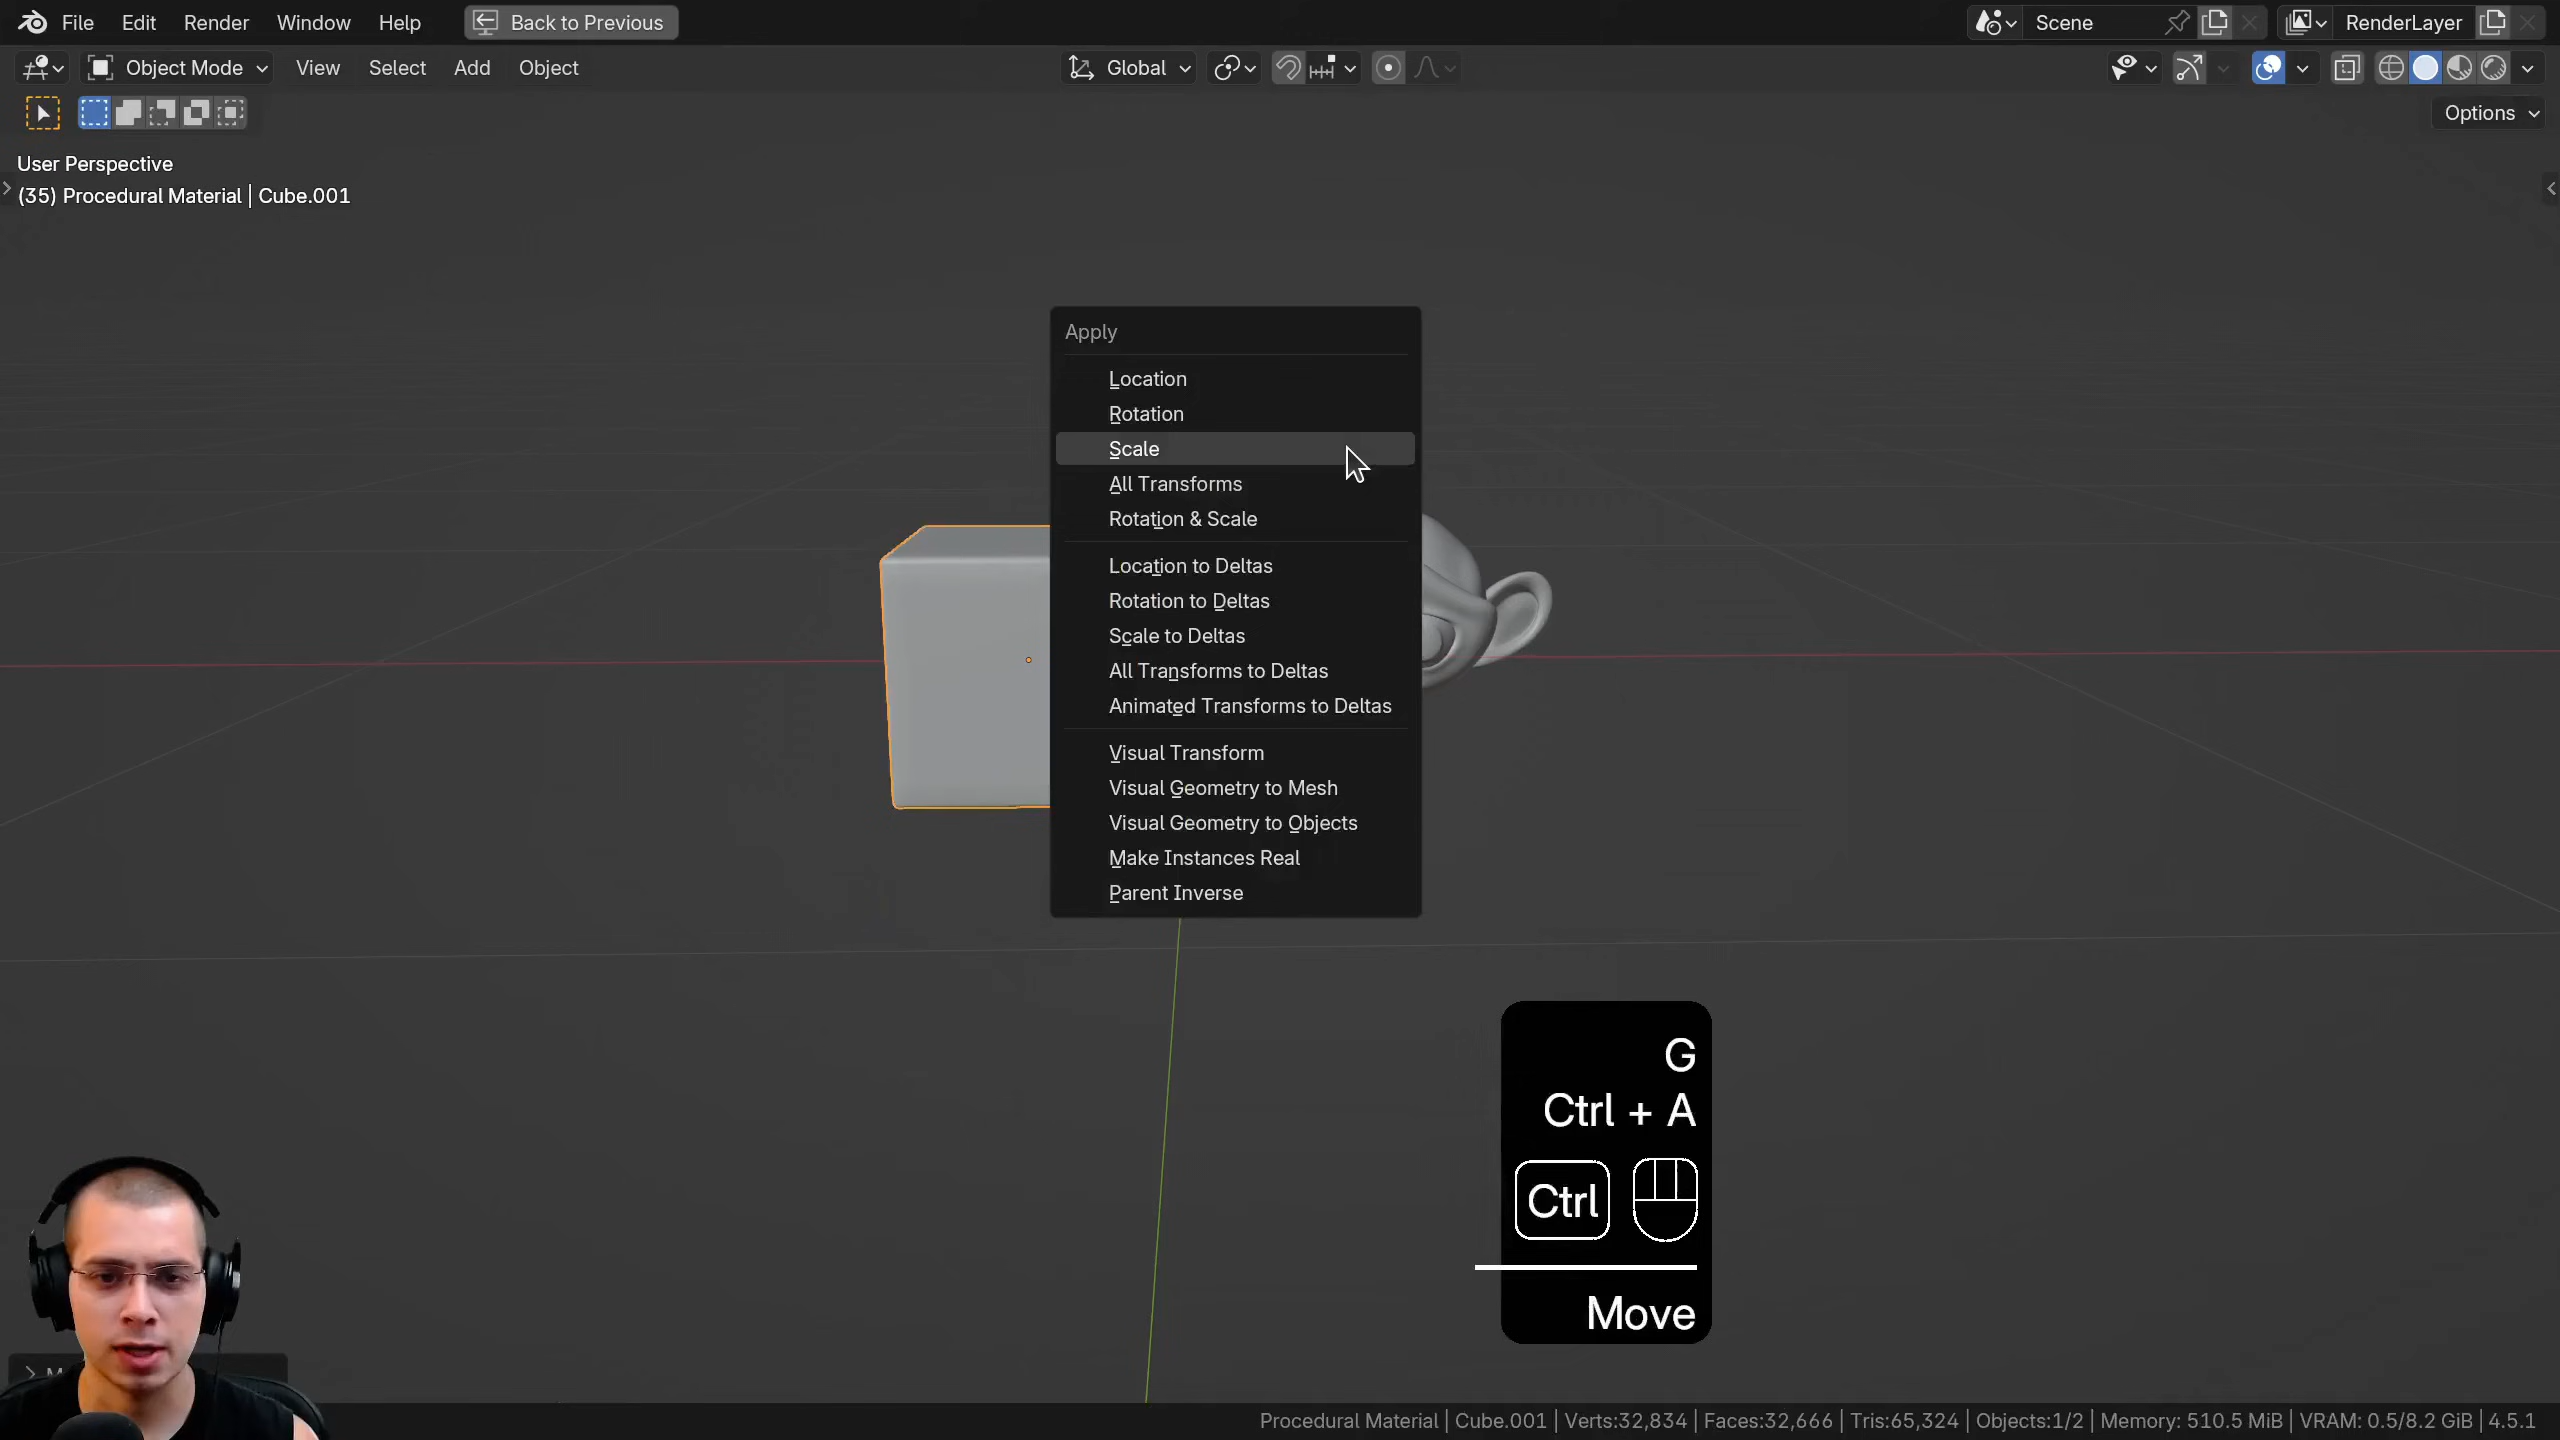 File Edit Render Window Help Back to Previous Scene RenderLayer
Object Mode View Select Add Object Global
Options
User Perspective
(35) Procedural Material | Cube.001
Apply
Location
Rotation
Scale
All Transforms
Rotation & Scale
Location to Deltas
Rotation to Deltas
Scale to Deltas
All Transforms to Deltas
Animated Transforms to Deltas
Visual Transform
Visual Geometry to Mesh
Visual Geometry to Objects
Make Instances Real
Parent Inverse
G
Ctrl + A
Ctrl
Move
Procedural Material | Cube.001 | Verts:32,834 | Faces:32,666 | Tris:65,324 | Objects:1/2 | Memory: 510.5 MiB | VRAM: 0.5/8.2 GiB | 4.5.1